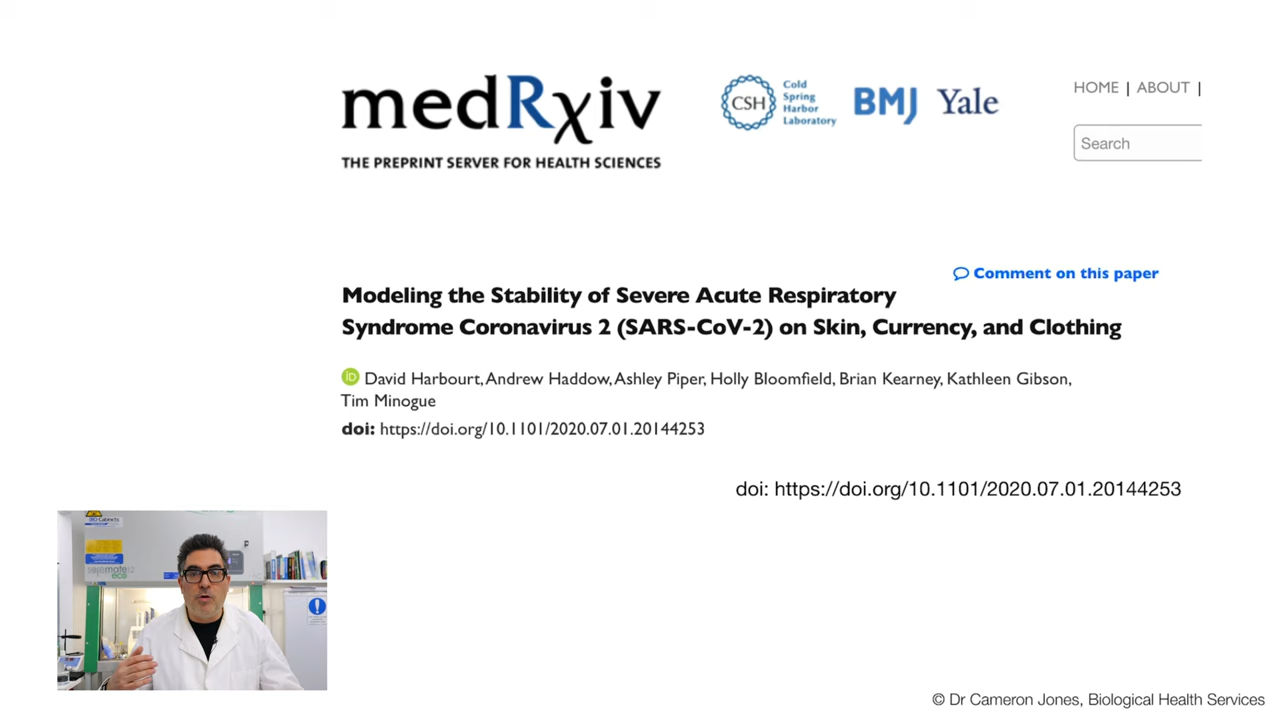 medRxiv
THE PREPRINT SERVER FOR HEALTH SCIENCES
CSH
Cold
Spring
Harbor
Laboratory
BMJ
Yale
HOME | ABOUT |
Search
Comment on this paper
Modeling the Stability of Severe Acute Respiratory
Syndrome Coronavirus 2 (SARS-CoV-2) on Skin, Currency, and Clothing
iD David Harbourt, Andrew Haddow, Ashley Piper, Holly Bloomfield, Brian Kearney, Kathleen Gibson,
Tim Minogue
doi: https://doi.org/10.1101/2020.07.01.20144253
doi: https://doi.org/10.1101/2020.07.01.20144253
eco
© Dr Cameron Jones, Biological Health Services